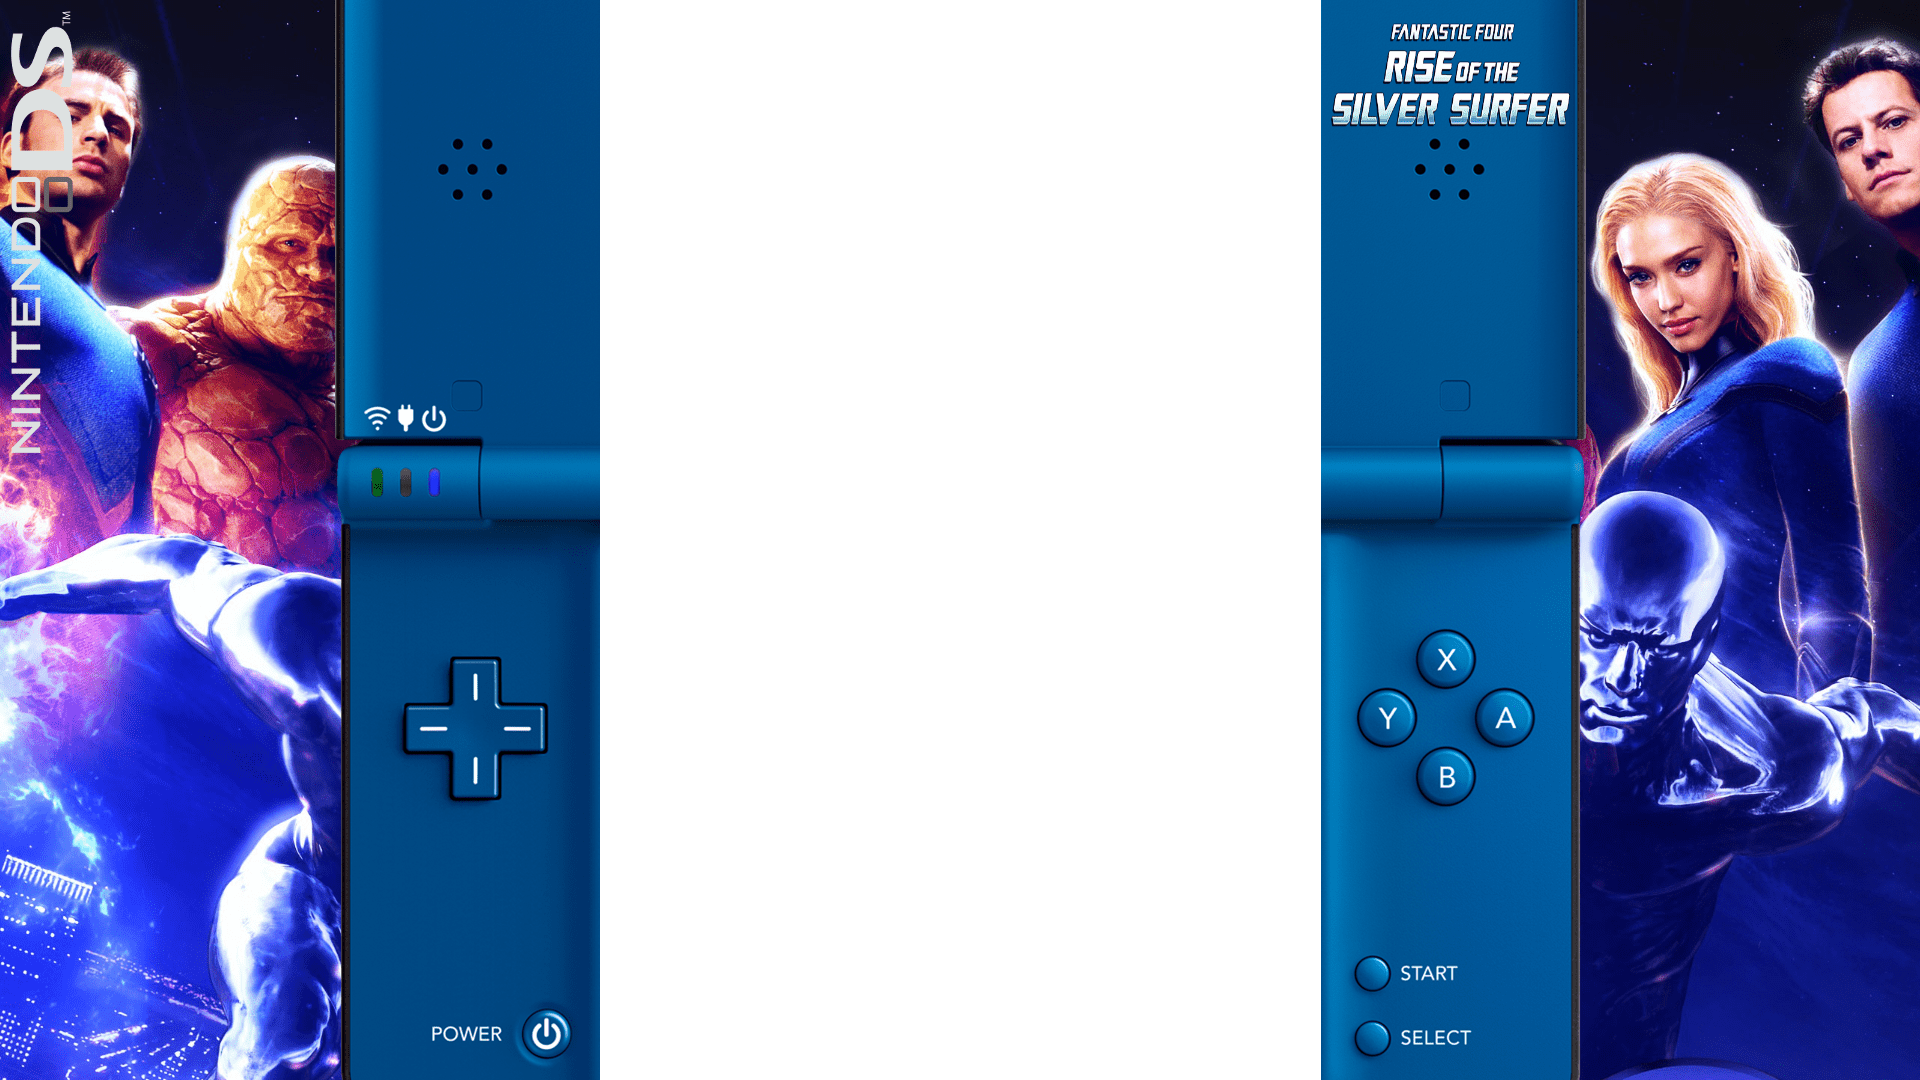 NINTENDO DS™
FANTASTIC FOUR
RISE OF THE
SILVER SURFER
X
Y
A
B
START
SELECT
POWER